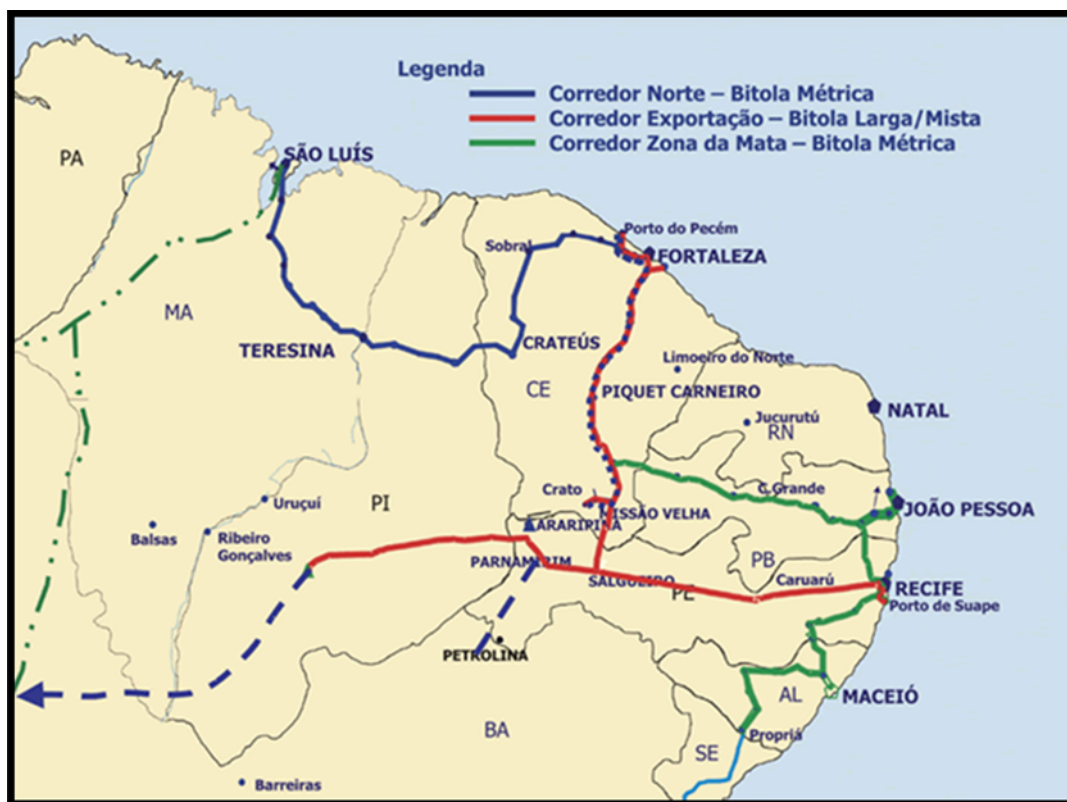 Legenda
Corredor Norte – Bitola Métrica
Corredor Exportação – Bitola Larga/Mista
Corredor Zona da Mata – Bitola Métrica
PA
SÃO LUÍS
Porto do Pecém
Sobral
FORTALEZA
MA
TERESINA
CRATEÚS
Limoeiro do Norte
CE
PIQUET CARNEIRO
NATAL
Jucurutú
RN
Crato
C.Grande
Uruçuí
PI
MISSÃO VELHA
JOÃO PESSOA
ARARIPINA
Balsas
Ribeiro
Gonçalves
PARNAMIRIM
PB
SALGUEIRO
Caruarú
RECIFE
PE
Porto de Suape
PETROLINA
AL
MACEIÓ
BA
Propriá
SE
Barreiras